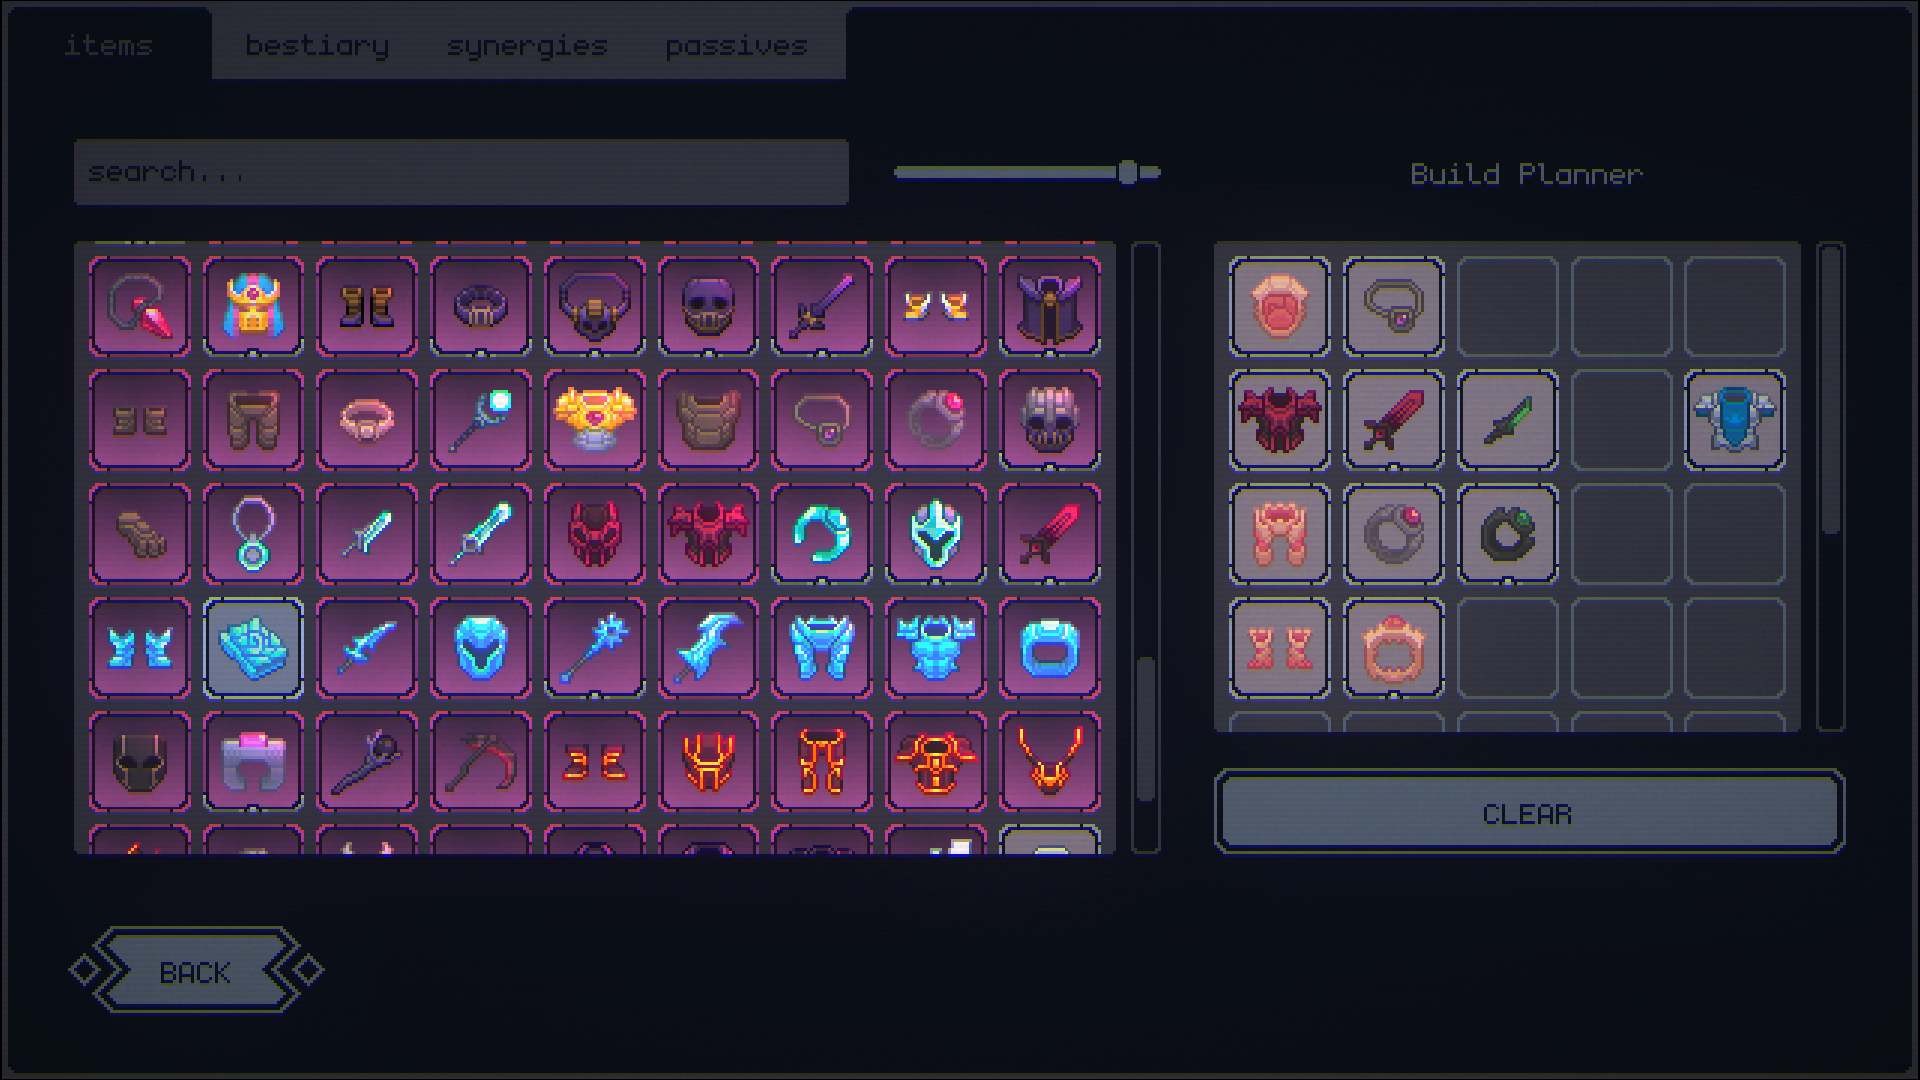 items
bestiary
synergies
passives
search...
Build Planner
CLEAR
BACK